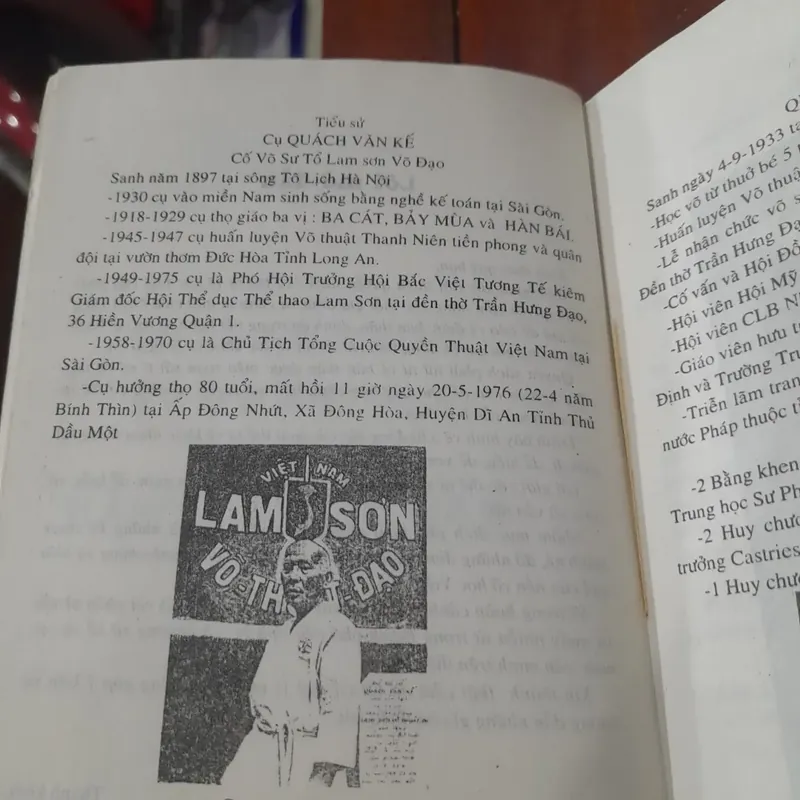 Tiểu sử
Cụ QUÁCH VĂN KẾ
Cố Võ Sư Tổ Lam sơn Võ Đạo
Sanh năm 1897 tại sông Tô Lịch Hà Nội
-1930 cụ vào miền Nam sinh sống bằng nghề kế toán tại Sài Gòn.
-1918-1929 cụ thọ giáo ba vị : BA CÁT, BẢY MÙA và HÀN BÁI.
-1945-1947 cụ huấn luyện Võ thuật Thanh Niên tiền phong và quân
đội tại vườn thơm Đức Hòa Tỉnh Long An.
-1949-1975 cụ là Phó Hội Trưởng Hội Bắc Việt Tương Tế kiêm
Giám đốc Hội Thể dục Thể thao Lam Sơn tại đền thờ Trần Hưng Đạo,
36 Hiền Vương Quận 1.
-1958-1970 cụ là Chủ Tịch Tổng Cuộc Quyền Thuật Việt Nam tại
Sài Gòn.
-Cụ hưởng thọ 80 tuổi, mất hồi 11 giờ ngày 20-5-1976 (22-4 năm
Bính Thìn) tại Ấp Đông Nhứt, Xã Đông Hòa, Huyện Dĩ An Tỉnh Thủ
Dầu Một
VIỆT NAM
LAM SƠN
VO-TH T-ĐẠO
Sanh ngày 4-9-1933 tạ
-Học võ từ thuở bé 5 t
-Huấn luyện Võ thuật
-Lễ nhận chức võ s
Đền thờ Trần Hưng Đạ
-Cố vấn và Hội Đồ
-Hội viên Hội Mỹ
-Hội viên CLB N
-Giáo viên hưu t
Định và Trường Tru
-Triển lãm tran
nước Pháp thuộc t
-2 Bằng khen
Trung học Sư Ph
-2 Huy chươ
trưởng Castries
-1 Huy chư